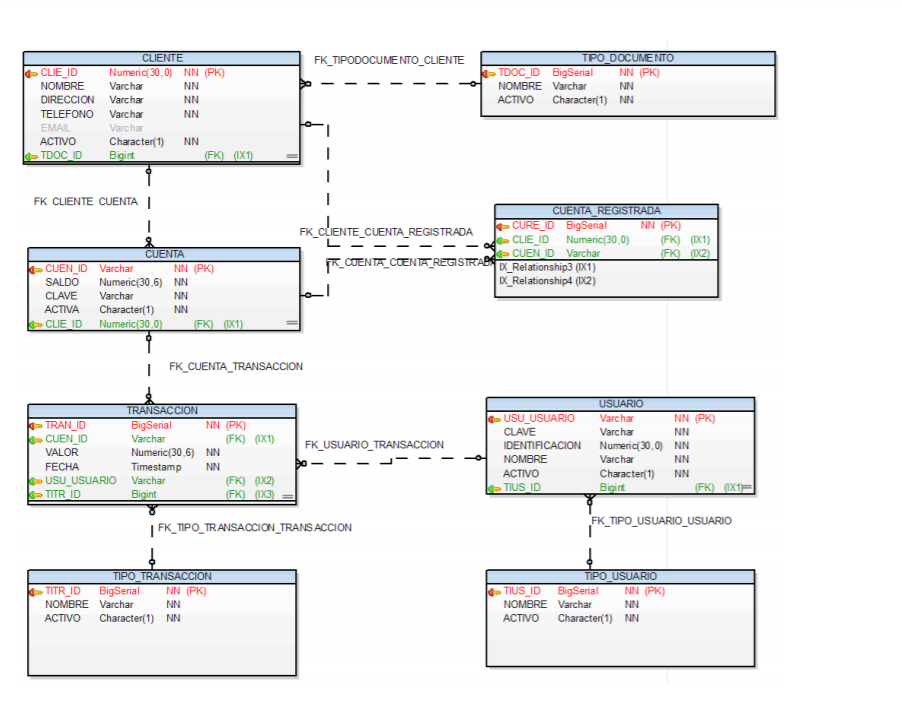 CLIENTE
CLIE_ID Numeric(30,0) NN (PK)
NOMBRE Varchar NN
DIRECCION Varchar NN
TELEFONO Varchar NN
EMAIL Varchar
ACTIVO Character(1) NN
TDOC_ID Bigint (FK) (IX1)
FK_TIPODOCUMENTO_CLIENTE
TIPO_DOCUMENTO
TDOC_ID BigSerial NN (PK)
NOMBRE Varchar NN
ACTIVO Character(1) NN
FK_CLIENTE_CUENTA
FK_CLIENTE_CUENTA_REGISTRADA
FK_CUENTA_CUENTA_REGISTRADA
CUENTA_REGISTRADA
CURE_ID BigSerial NN (PK)
CLIE_ID Numeric(30,0) (FK) (IX1)
CUEN_ID Varchar (FK) (IX2)
IX_Relationship3 (IX1)
IX_Relationship4 (IX2)
CUENTA
CUEN_ID Varchar NN (PK)
SALDO Numeric(30,6) NN
CLAVE Varchar NN
ACTIVA Character(1) NN
CLIE_ID Numeric(30,0) (FK) (IX1)
FK_CUENTA_TRANSACCION
TRANSACCION
TRAN_ID BigSerial NN (PK)
CUEN_ID Varchar (FK) (IX1)
VALOR Numeric(30,6) NN
FECHA Timestamp NN
USU_USUARIO Varchar (FK) (IX2)
TITR_ID Bigint (FK) (IX3)
FK_USUARIO_TRANSACCION
USUARIO
USU_USUARIO Varchar NN (PK)
CLAVE Varchar NN
IDENTIFICACION Numeric(30,0) NN
NOMBRE Varchar NN
ACTIVO Character(1) NN
TIUS_ID Bigint (FK) (IX1)
FK_TIPO_TRANSACCION_TRANSACCION
FK_TIPO_USUARIO_USUARIO
TIPO_TRANSACCION
TITR_ID BigSerial NN (PK)
NOMBRE Varchar NN
ACTIVO Character(1) NN
TIPO_USUARIO
TIUS_ID BigSerial NN (PK)
NOMBRE Varchar NN
ACTIVO Character(1) NN